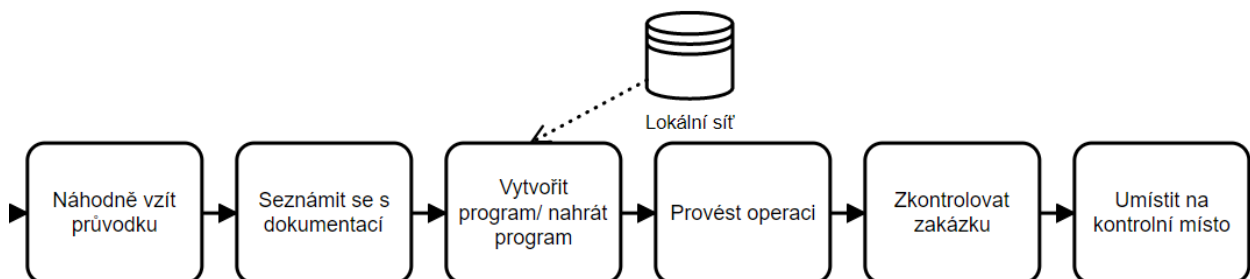 Lokální síť
Náhodně vzít
průvodku
Seznámit se s
dokumentací
Vytvořit
program/ nahrát
program
Provést operaci
Zkontrolovat
zakázku
Umístit na
kontrolní místo